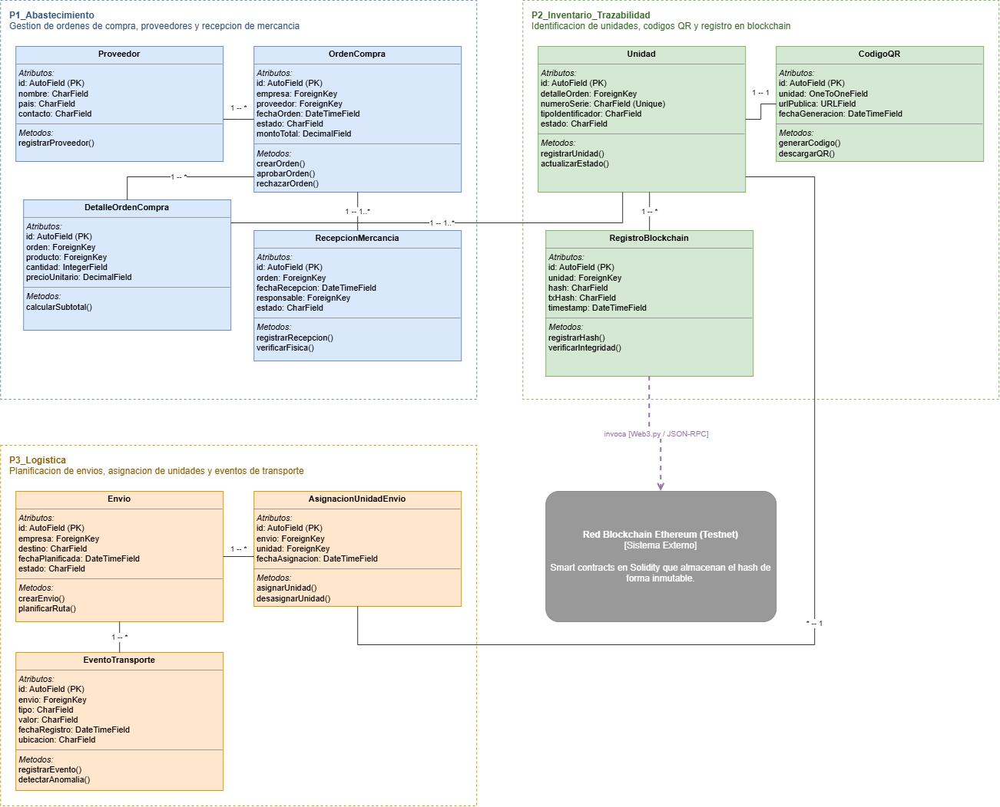 P1_Abastecimiento
Gestion de ordenes de compra, proveedores y recepcion de mercancia
Proveedor
Atributos:
id: AutoField (PK)
nombre: CharField
pais: CharField
contacto: CharField
Metodos:
registrarProveedor()
1 -- *
OrdenCompra
Atributos:
id: AutoField (PK)
empresa: ForeignKey
proveedor: ForeignKey
fechaOrden: DateTimeField
estado: CharField
montoTotal: DecimalField
Metodos:
crearOrden()
aprobarOrden()
rechazarOrden()
1 -- *
1 -- 1..*
DetalleOrdenCompra
Atributos:
id: AutoField (PK)
orden: ForeignKey
producto: ForeignKey
cantidad: IntegerField
precioUnitario: DecimalField
Metodos:
calcularSubtotal()
1 -- 1..*
RecepcionMercancia
Atributos:
id: AutoField (PK)
orden: ForeignKey
fechaRecepcion: DateTimeField
responsable: ForeignKey
estado: CharField
Metodos:
registrarRecepcion()
verificarFisica()
P2_Inventario_Trazabilidad
Identificacion de unidades, codigos QR y registro en blockchain
Unidad
Atributos:
id: AutoField (PK)
detalleOrden: ForeignKey
numeroSerie: CharField (Unique)
tipoIdentificador: CharField
estado: CharField
Metodos:
registrarUnidad()
actualizarEstado()
1 -- 1
CodigoQR
Atributos:
id: AutoField (PK)
unidad: OneToOneField
urlPublica: URLField
fechaGeneracion: DateTimeField
Metodos:
generarCodigo()
descargarQR()
1 -- *
RegistroBlockchain
Atributos:
id: AutoField (PK)
unidad: ForeignKey
hash: CharField
txHash: CharField
timestamp: DateTimeField
Metodos:
registrarHash()
verificarIntegridad()
invoca [Web3.py / JSON-RPC]
Red Blockchain Ethereum (Testnet)
[Sistema Externo]
Smart contracts en Solidity que almacenan el hash de
forma inmutable.
* -- 1
P3_Logistica
Planificacion de envios, asignacion de unidades y eventos de transporte
Envio
Atributos:
id: AutoField (PK)
empresa: ForeignKey
destino: CharField
fechaPlanificada: DateTimeField
estado: CharField
Metodos:
crearEnvio()
planificarRuta()
1 -- *
AsignacionUnidadEnvio
Atributos:
id: AutoField (PK)
envio: ForeignKey
unidad: ForeignKey
fechaAsignacion: DateTimeField
Metodos:
asignarUnidad()
desasignarUnidad()
1 -- *
EventoTransporte
Atributos:
id: AutoField (PK)
envio: ForeignKey
tipo: CharField
valor: CharField
fechaRegistro: DateTimeField
ubicacion: CharField
Metodos:
registrarEvento()
detectarAnomalia()